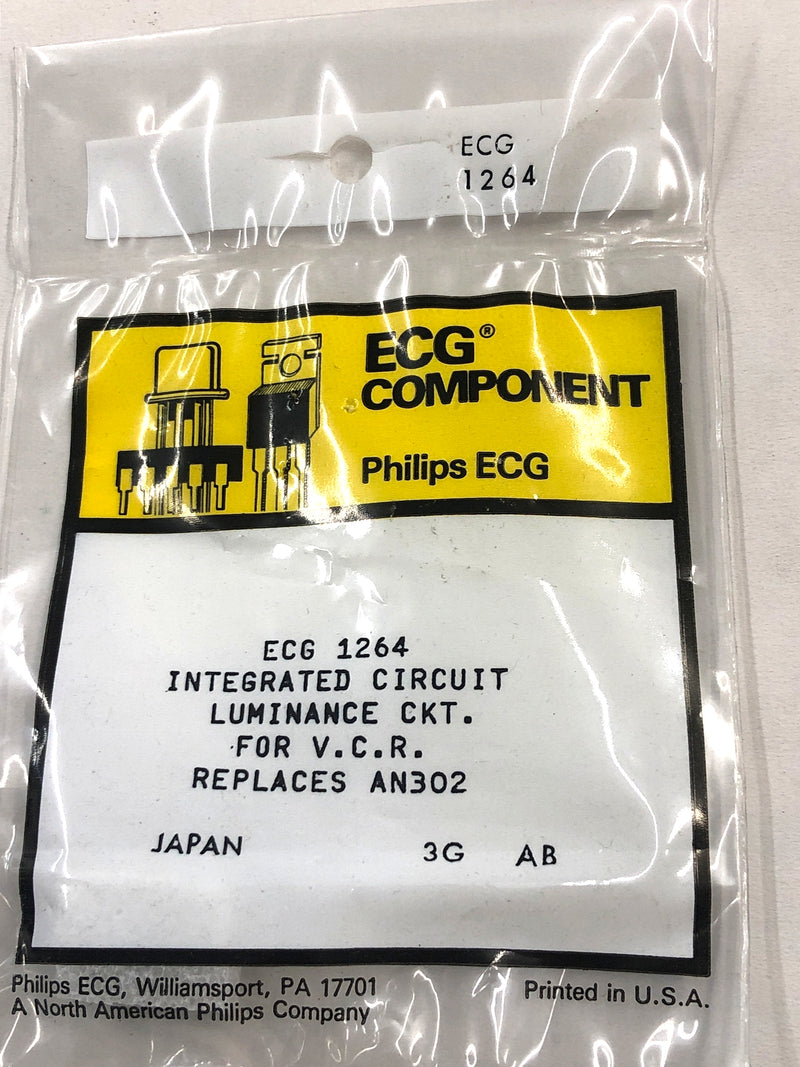 ECG
1264
ECG®
COMPONENT
Philips ECG
ECG 1264
INTEGRATED CIRCUIT
LUMINANCE CKT.
FOR V.C.R.
REPLACES AN302
JAPAN 3G AB
Philips ECG, Williamsport, PA 17701
A North American Philips Company
Printed in U.S.A.